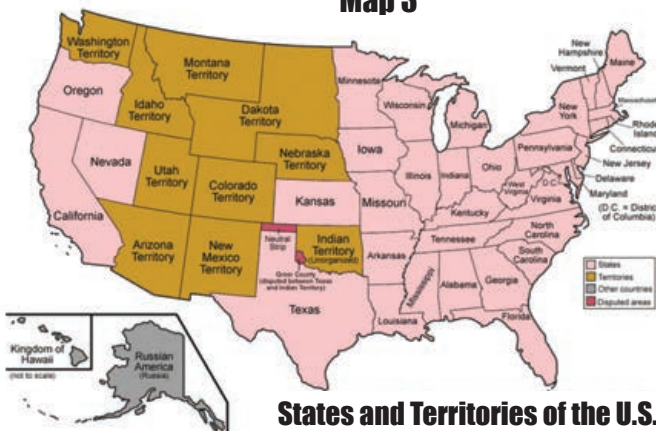 Map 3
Washington
Territory
Montana
Territory
Oregon
Idaho
Territory
Dakota
Territory
Minnesota
Wisconsin
Michigan
New
Hampshire
Vermont
Maine
Massachusett
New
York
Rhode
Island
Connecticut
Nevada
Utah
Territory
Colorado
Territory
Nebraska
Territory
Iowa
Illinois
Indiana
Ohio
Pennsylvania
New Jersey
Delaware
Maryland
(D.C. = District
of Columbia)
California
Kansas
Missouri
West
Virginia
D.C.
Virginia
Kentucky
Arizona
Territory
New
Mexico
Territory
Neutral
Strip
Indian
Territory
(Unorganized)
Greer County
(disputed between Texas
and Indian Territory)
Arkansas
Tennessee
North
Carolina
South
Carolina
Texas
Louisiana
Mississippi
Alabama
Georgia
Florida
States
Territories
Other countries
Disputed areas
Kingdom of
Hawaii
(not to scale)
Russian
America
(Russia)
States and Territories of the U.S.